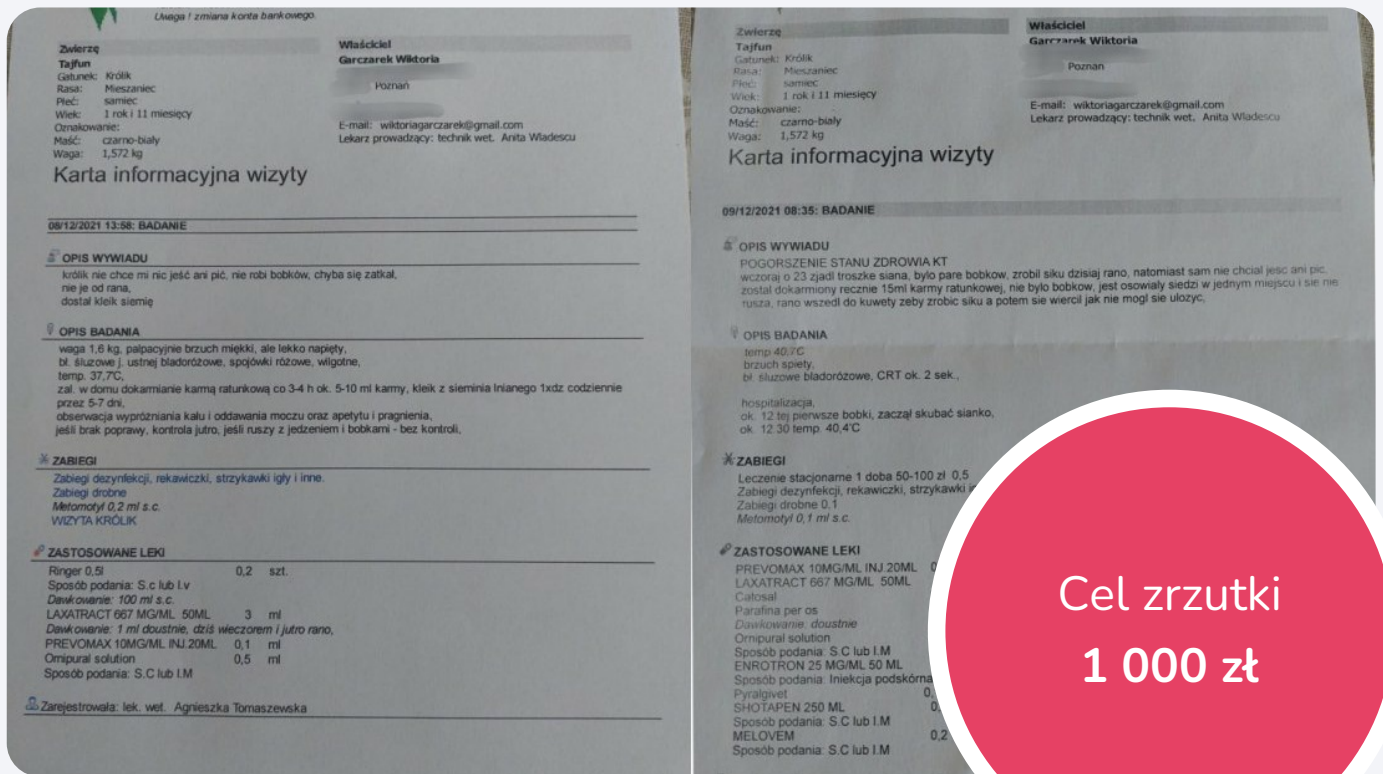 Uwaga ! zmiana konta bankowego.
Zwierzę
Tajfun
Gatunek: Królik
Rasa: Mieszaniec
Płeć: samiec
Wiek: 1 rok i 11 miesięcy
Oznakowanie:
Maść: czarno-biały
Waga: 1,572 kg
Właściciel
Garczarek Wiktoria
Poznań
E-mail: wiktoriagarczarek@gmail.com
Lekarz prowadzący: technik wet. Anita Wladescu
Karta informacyjna wizyty
08/12/2021 13:58: BADANIE
OPIS WYWIADU
królik nie chce mi nic jeść ani pić, nie robi bobków, chyba się zatkał,
nie je od rana,
dostał kleik siemię
OPIS BADANIA
waga 1,6 kg, palpacyjnie brzuch miękki, ale lekko napięty,
bł. śluzowe j. ustnej bladoróżowe, spojówki różowe, wilgotne,
temp. 37,7'C,
zal. w domu dokarmianie karmą ratunkową co 3-4 h ok. 5-10 ml karmy, kleik z sieminia lnianego 1xdz codziennie
przez 5-7 dni,
obserwacja wypróżniania kału i oddawania moczu oraz apetytu i pragnienia,
jeśli brak poprawy, kontrola jutro, jeśli ruszy z jedzeniem i bobkami - bez kontroli,
ZABIEGI
Zabiegi dezynfekcji, rekawiczki, strzykawki igły i inne.
Zabiegi drobne
Metomotyl 0,2 ml s.c.
WIZYTA KRÓLIK
ZASTOSOWANE LEKI
Ringer 0,5l 0,2 szt.
Sposób podania: S.c lub I.v
Dawkowanie: 100 ml s.c.
LAXATRACT 667 MG/ML 50ML 3 ml
Dawkowanie: 1 ml doustnie, dziś wieczorem i jutro rano,
PREVOMAX 10MG/ML INJ.20ML 0,1 ml
Ornipural solution 0,5 ml
Sposób podania: S.C lub I.M
Zarejestrowała: lek. wet. Agnieszka Tomaszewska
Zwierzę
Tajfun
Gatunek: Królik
Rasa: Mieszaniec
Płeć: samiec
Wiek: 1 rok i 11 miesięcy
Oznakowanie:
Maść: czarno-biały
Waga: 1,572 kg
Właściciel
Garczarek Wiktoria
Poznań
E-mail: wiktoriagarczarek@gmail.com
Lekarz prowadzący: technik wet. Anita Wladescu
Karta informacyjna wizyty
09/12/2021 08:35: BADANIE
OPIS WYWIADU
POGORSZENIE STANU ZDROWIA KT
wczoraj o 23 zjadl troszke siana, bylo pare bobkow, zrobil siku dzisiaj rano, natomiast sam nie chcial jesc ani pic,
zostal dokarmiony recznie 15ml karmy ratunkowej, nie bylo bobkow, jest osowialy siedzi w jednym miejscu i sie nie
rusza, rano wszedl do kuwety zeby zrobic siku a potem sie wiercil jak nie mogl sie ulozyc,
OPIS BADANIA
temp 40,7'C
brzuch spiety,
bł. śluzowe bladoróżowe, CRT ok. 2 sek.,
hospitalizacja,
ok. 12 tej pierwsze bobki, zaczął skubać sianko,
ok. 12 30 temp. 40,4'C
ZABIEGI
Leczenie stacjonarne 1 doba 50-100 zł 0,5
Zabiegi dezynfekcji, rekawiczki, strzykawki
Zabiegi drobne 0.1
Metomotyl 0,1 ml s.c.
ZASTOSOWANE LEKI
PREVOMAX 10MG/ML INJ.20ML
LAXATRACT 667 MG/ML 50ML
Catosal
Parafina per os
Dawkowanie: doustnie
Ornipural solution
Sposób podania: S.C lub I.M
ENROTRON 25 MG/ML 50 ML
Sposób podania: Iniekcja podskórna
Pyralgivet 0,
SHOTAPEN 250 ML 0,
Sposób podania: S.C lub I.M
MELOVEM 0,2
Sposób podania: S.C lub I.M
Cel zrzutki
1 000 zł